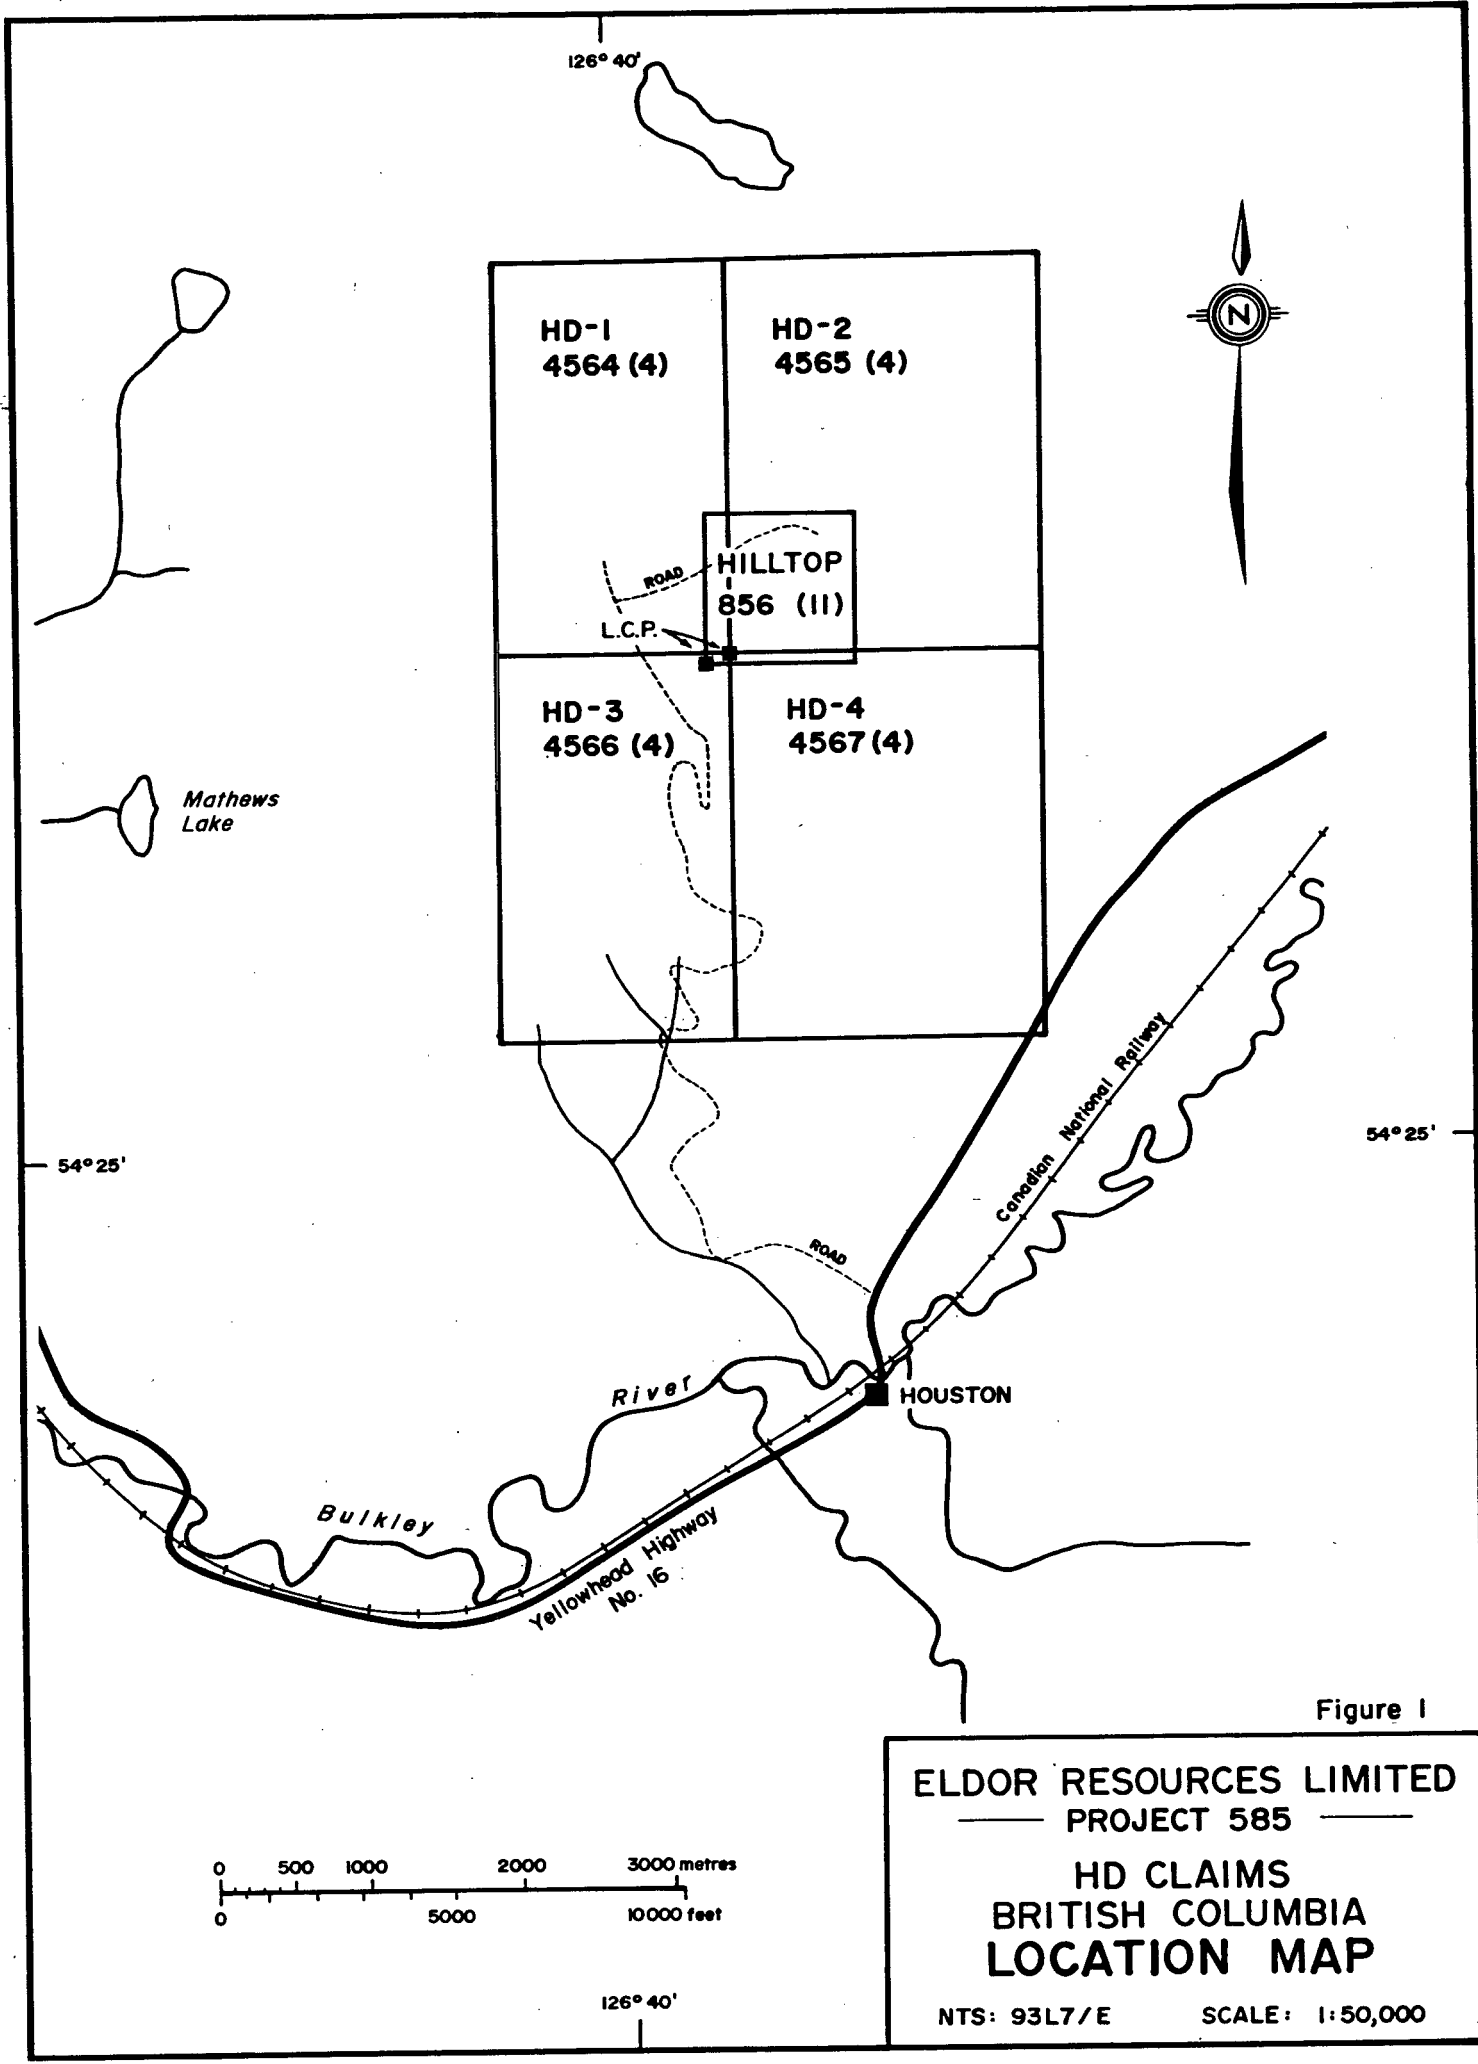 126° 40'
N
HD-1
4564 (4)
HD-2
4565 (4)
ROAD
HILLTOP
856 (11)
L.C.P.
HD-3
4566 (4)
HD-4
4567 (4)
Mathews
Lake
Canadian National Railway
54° 25'
54° 25'
ROAD
River
HOUSTON
Bulkley
Yellowhead Highway
No. 16
Figure 1
ELDOR RESOURCES LIMITED
PROJECT 585
HD CLAIMS
BRITISH COLUMBIA
LOCATION MAP
NTS: 93L7/E SCALE: 1:50,000
0 500 1000 2000 3000 metres
0 5000 10000 feet
126° 40'